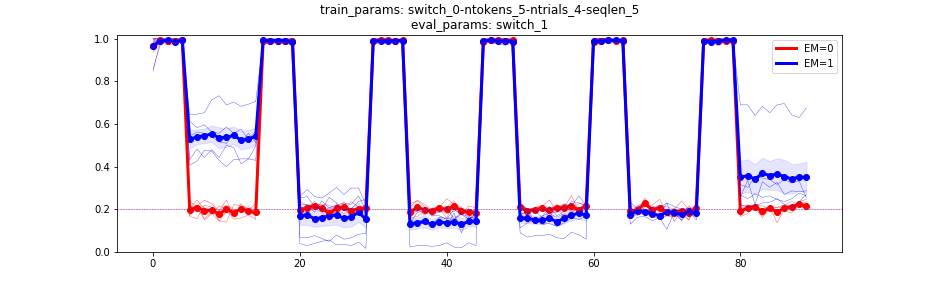 train_params: switch_0-ntokens_5-ntrials_4-seqlen_5
eval_params: switch_1
1.0
0.8
0.6
0.4
0.2
0.0
0
20
40
60
80
EM=0
EM=1